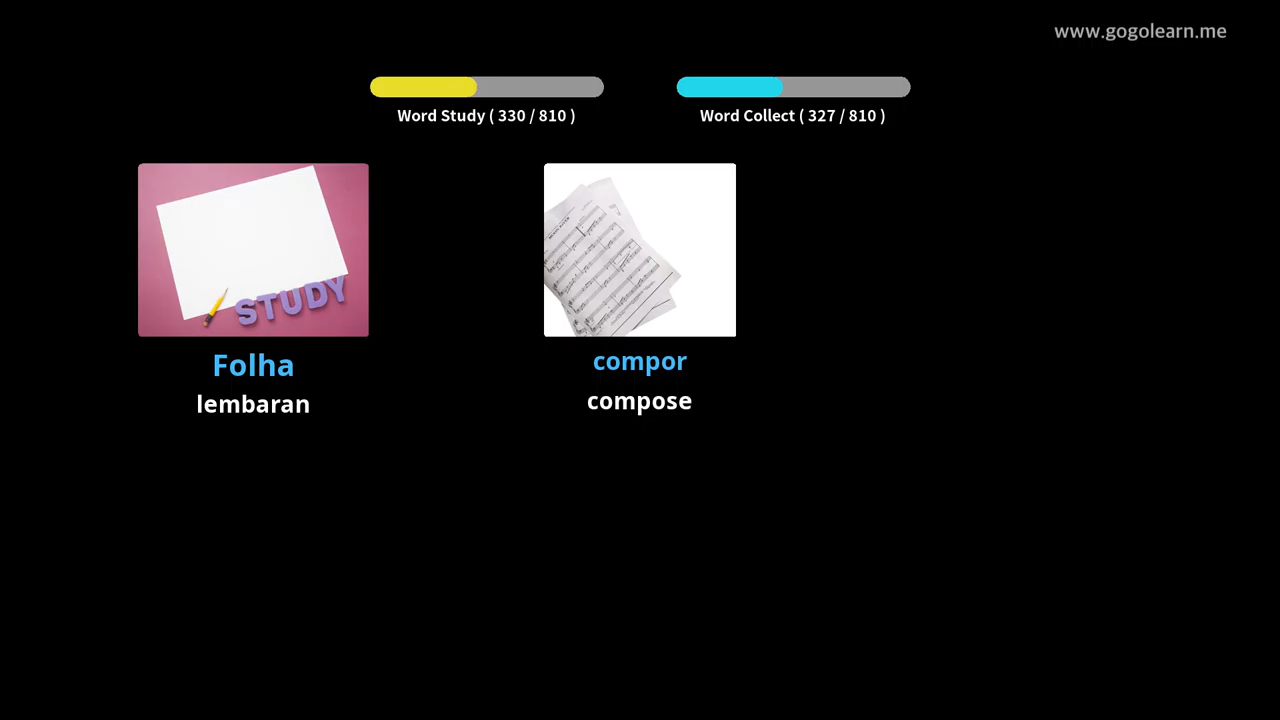 www.gogolearn.me
Word Study ( 330 / 810 )
Word Collect ( 327 / 810 )
STUDY
Folha
lembaran
compor
compose